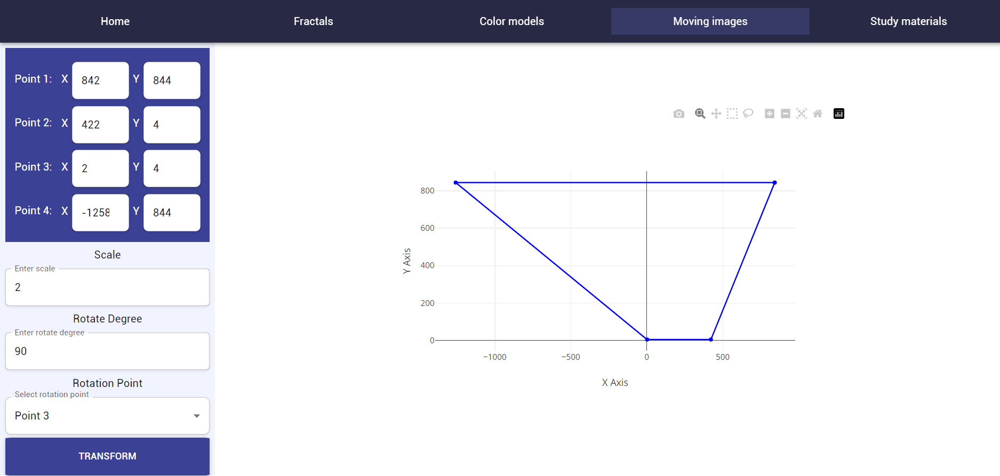 Home Fractals Color models Moving images Study materials
Point 1: X 842 Y 844
Point 2: X 422 Y 4
Point 3: X 2 Y 4
Point 4: X -1258 Y 844
Scale
Enter scale
2
Rotate Degree
Enter rotate degree
90
Rotation Point
Select rotation point
Point 3
TRANSFORM
800
600
400
200
0
Y Axis
−1000 −500 0 500
X Axis